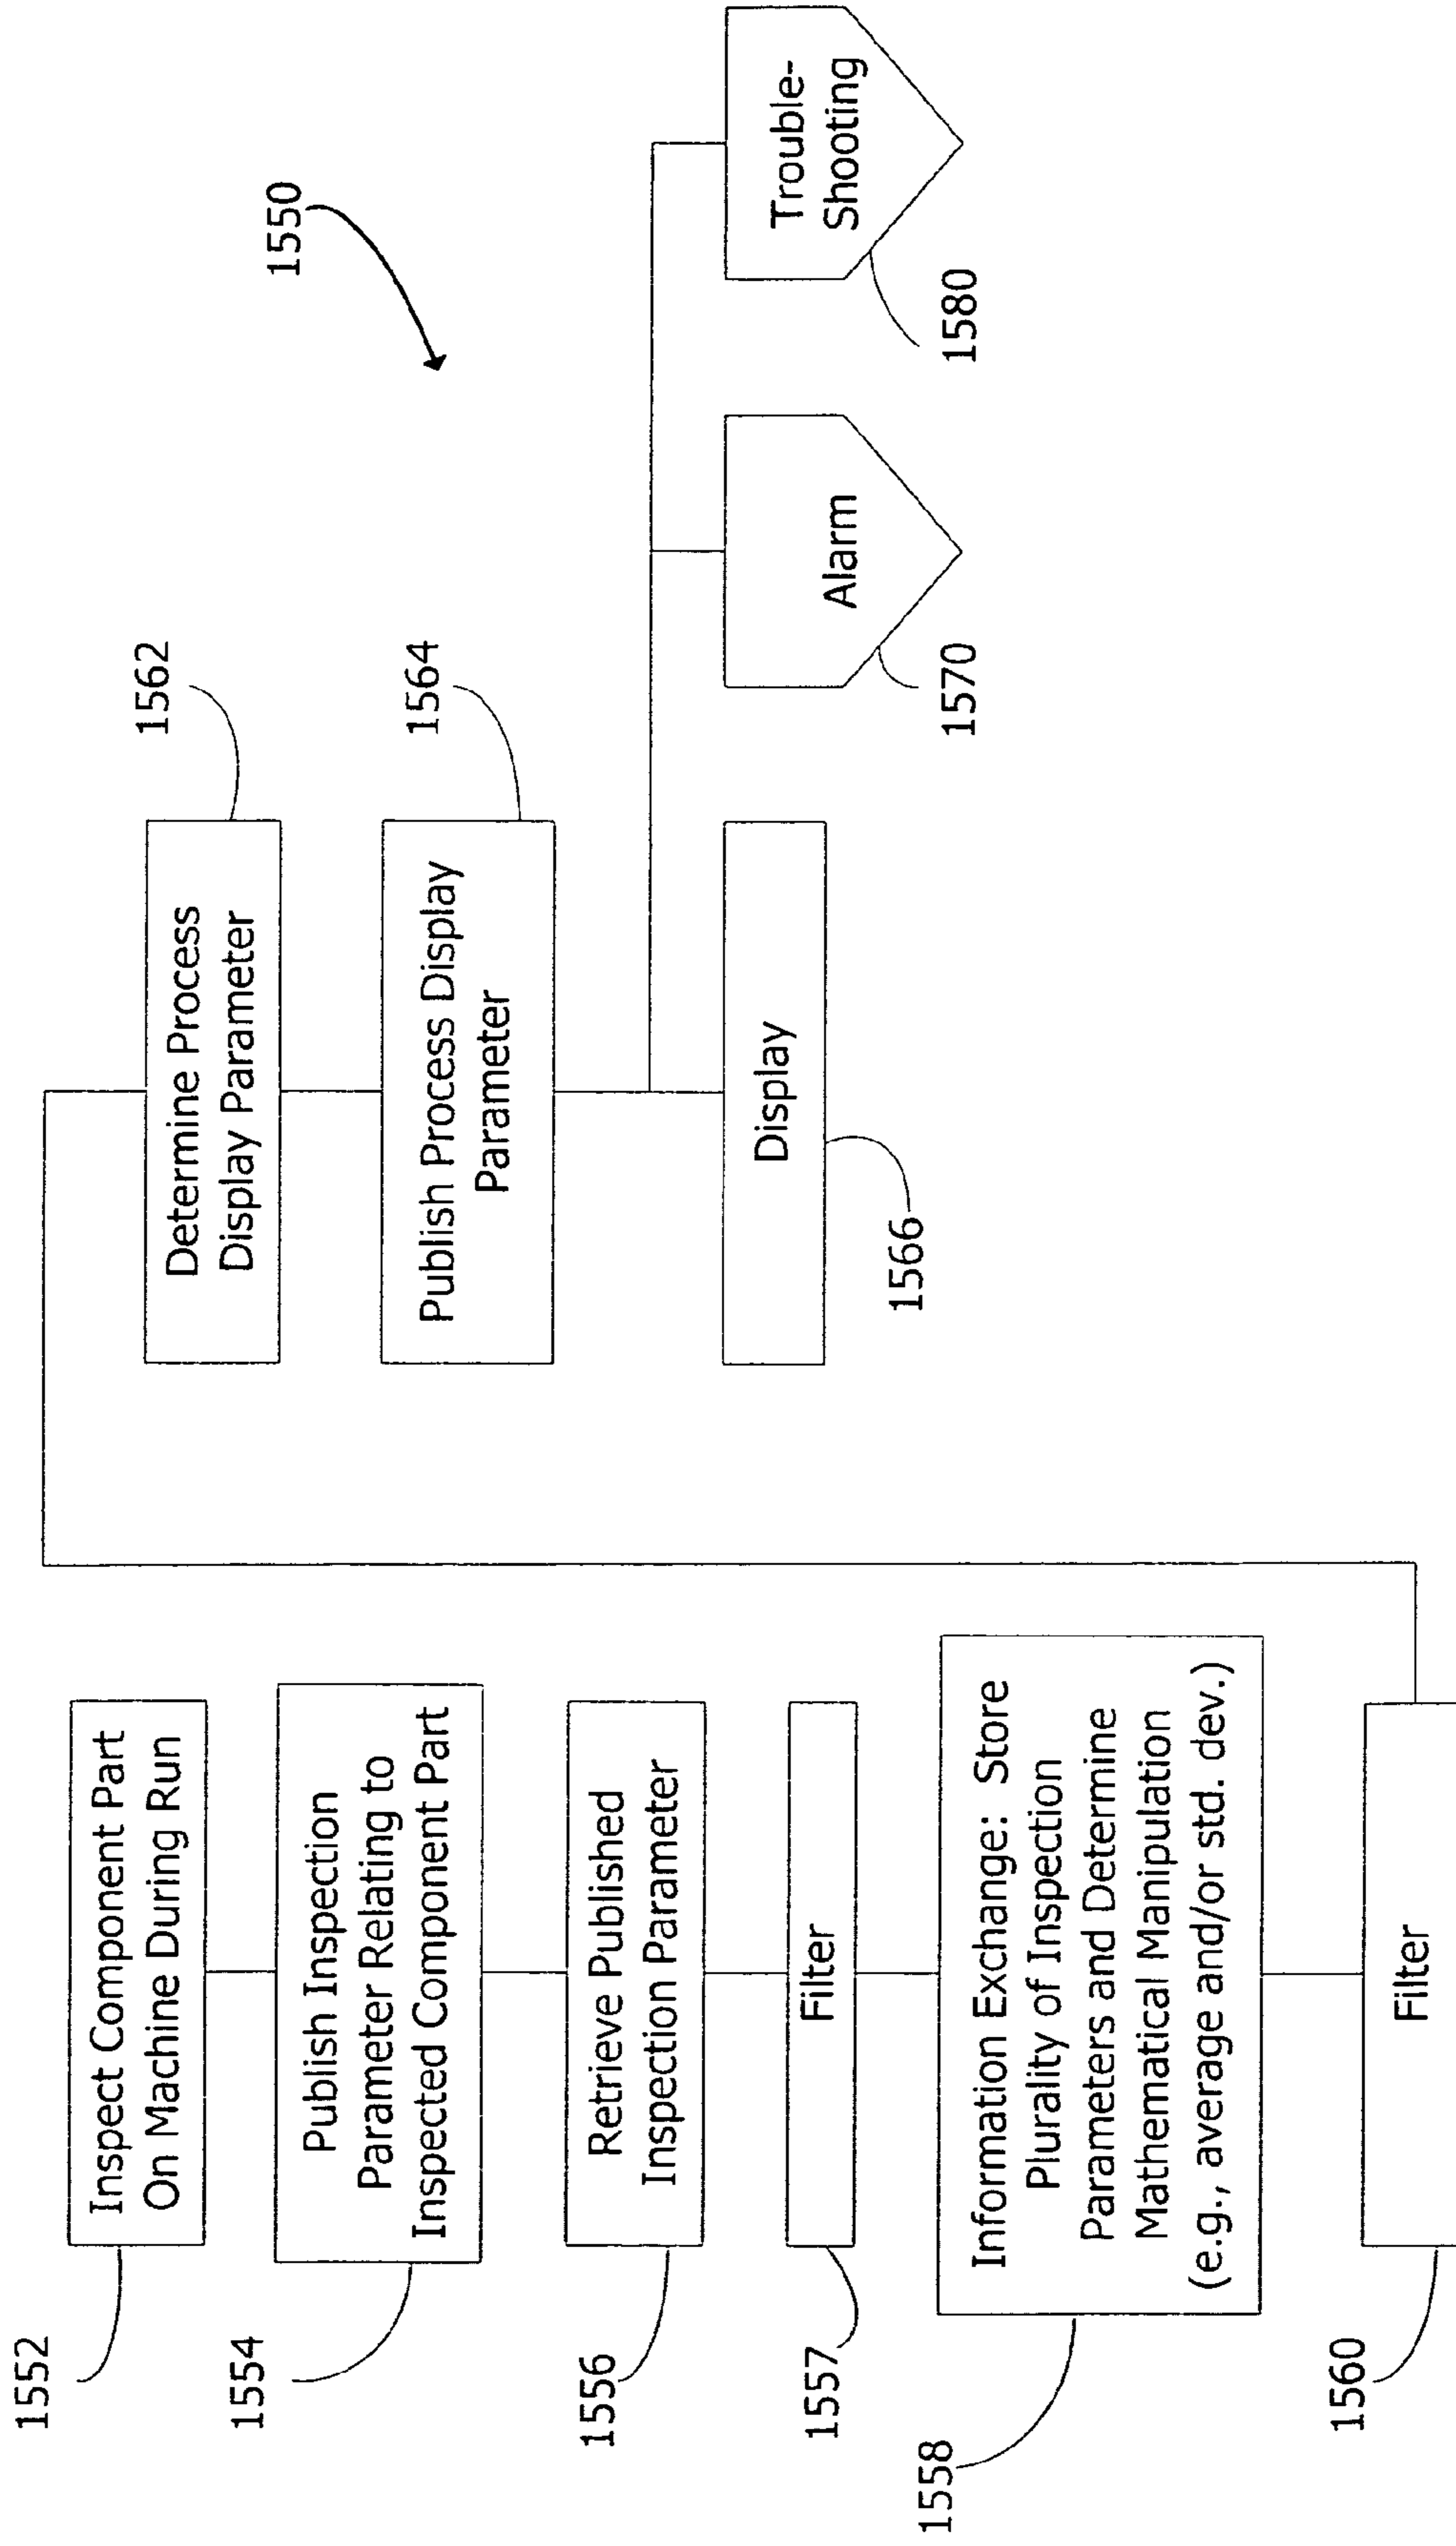 1550
1552
Inspect Component Part
On Machine During Run
1554
Publish Inspection
Parameter Relating to
Inspected Component Part
1556
Retrieve Published
Inspection Parameter
1557
Filter
1558
Information Exchange: Store
Plurality of Inspection
Parameters and Determine
Mathematical Manipulation
(e.g., average and/or std. dev.)
1560
Filter
1562
Determine Process
Display Parameter
1564
Publish Process Display
Parameter
1566
Display
1570
Alarm
1580
Trouble-
Shooting